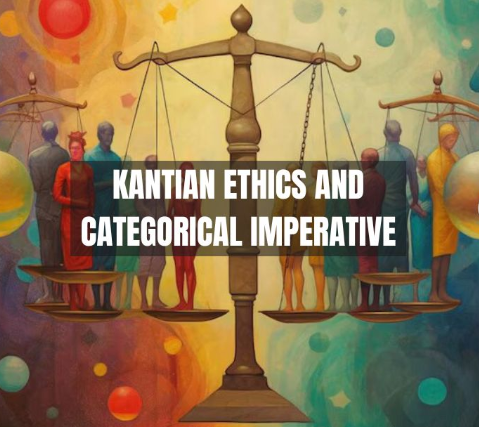 KANTIAN ETHICS AND
CATEGORICAL IMPERATIVE